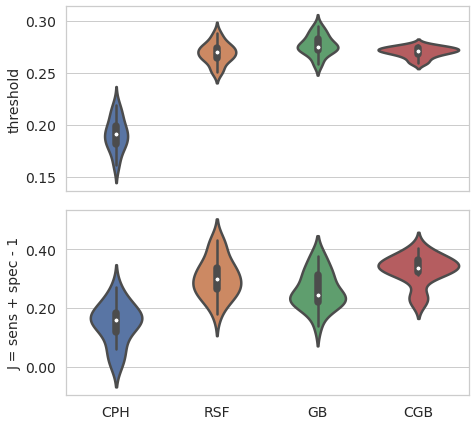 0.30
0.25
0.20
0.15
threshold
0.40
0.20
0.00
J = sens + spec - 1
CPH RSF GB CGB